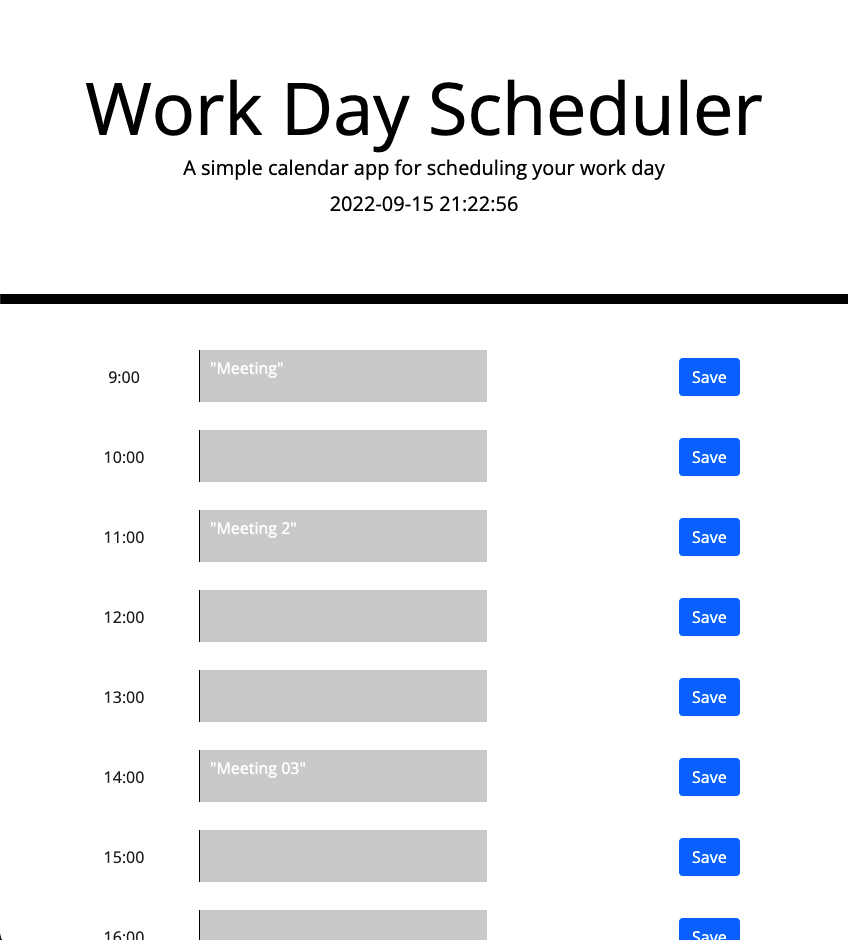 Work Day Scheduler
A simple calendar app for scheduling your work day
2022-09-15 21:22:56
9:00 "Meeting" Save
10:00 Save
11:00 "Meeting 2" Save
12:00 Save
13:00 Save
14:00 "Meeting 03" Save
15:00 Save
16:00 Save